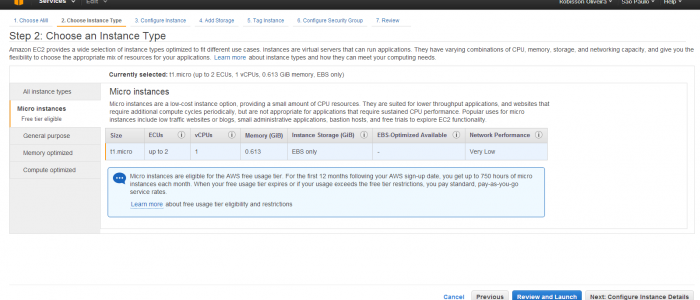 Services Edit Robisson Oliveira Sao Paulo Help
1. Choose AMI 2. Choose Instance Type 3. Configure Instance 4. Add Storage 5. Tag Instance 6. Configure Security Group 7. Review
Step 2: Choose an Instance Type
Amazon EC2 provides a wide selection of instance types optimized to fit different use cases. Instances are virtual servers that can run applications. They have varying combinations of CPU, memory, storage, and networking capacity, and give you the
flexibility to choose the appropriate mix of resources for your applications. Learn more about instance types and how they can meet your computing needs.
Currently selected: t1.micro (up to 2 ECUs, 1 vCPUs, 0.613 GiB memory, EBS only)
All instance types
Micro instances
Free tier eligible
General purpose
Memory optimized
Compute optimized
Micro instances
Micro instances are a low-cost instance option, providing a small amount of CPU resources. They are suited for lower throughput applications, and websites that
require additional compute cycles periodically, but are not appropriate for applications that require sustained CPU performance. Popular uses for micro
instances include low traffic websites or blogs, small administrative applications, bastion hosts, and free trials to explore EC2 functionality.
Size ECUs vCPUs Memory (GiB) Instance Storage (GiB) EBS-Optimized Available Network Performance
t1.micro up to 2 1 0.613 EBS only - Very Low
Micro instances are eligible for the AWS free usage tier. For the first 12 months following your AWS sign-up date, you get up to 750 hours of micro
instances each month. When your free usage tier expires or if your usage exceeds the free tier restrictions, you pay standard, pay-as-you-go
service rates.
Learn more about free usage tier eligibility and restrictions
Cancel Previous Review and Launch Next: Configure Instance Details